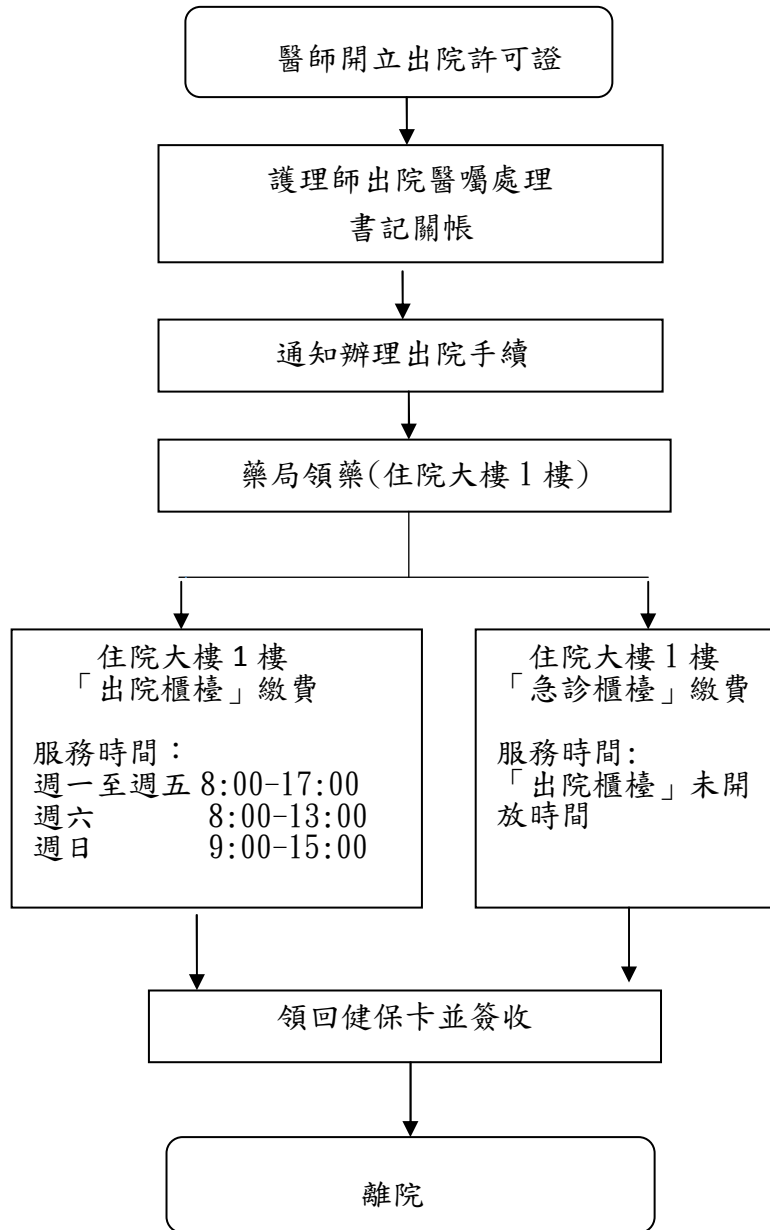 醫師開立出院許可證
護理師出院醫囑處理
書記關帳
通知辦理出院手續
藥局領藥(住院大樓1樓)
住院大樓1樓
「出院櫃檯」繳費
服務時間：
週一至週五 8:00-17:00
週六 8:00-13:00
週日 9:00-15:00
住院大樓1樓
「急診櫃檯」繳費
服務時間:
「出院櫃檯」未開
放時間
領回健保卡並簽收
離院